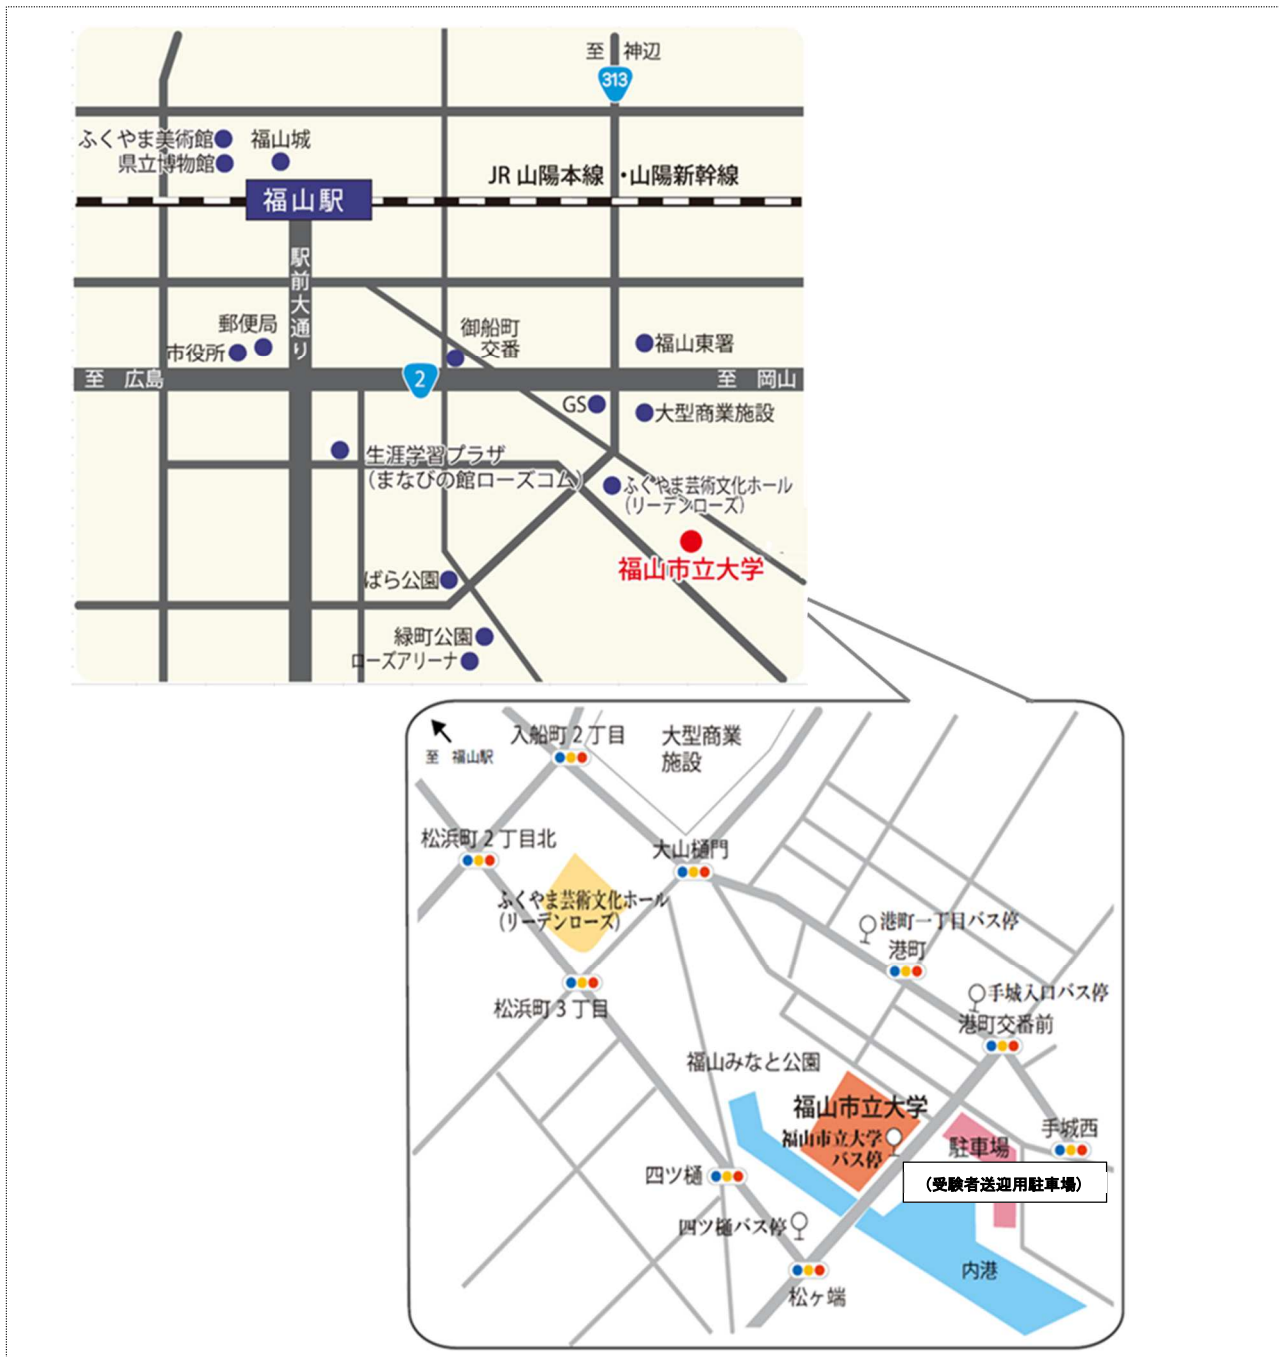 至 神辺
313
ふくやま美術館
福山城
県立博物館
JR 山陽本線 ・山陽新幹線
福山駅
駅前大通り
郵便局
市役所
御船町
交番
福山東署
至 広島
2
至 岡山
GS
大型商業施設
生涯学習プラザ
(まなびの館ローズコム)
ふくやま芸術文化ホール
(リーデンローズ)
福山市立大学
ばら公園
緑町公園
ローズアリーナ
至 福山駅
入船町 2 丁目
大型商業
施設
松浜町 2 丁目北
大山樋門
ふくやま芸術文化ホール
(リーデンローズ)
港町一丁目バス停
港町
松浜町 3 丁目
手城入口バス停
港町交番前
福山みなと公園
福山市立大学
福山市立大学
バス停
駐車場
手城西
(受験者送迎用駐車場)
四ツ樋
四ツ樋バス停
内港
松ヶ端